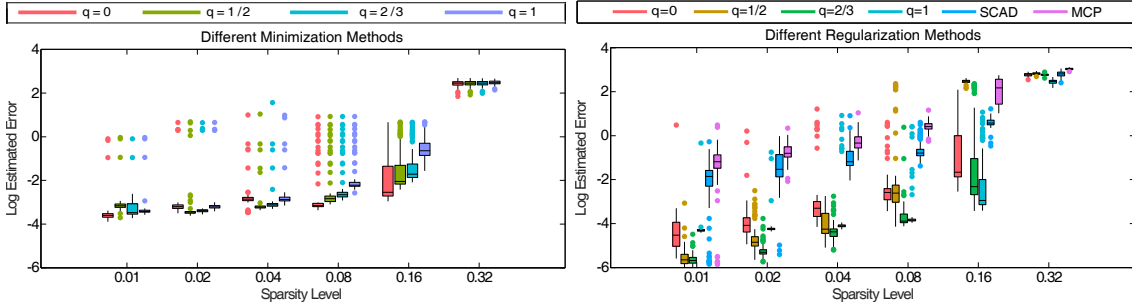 q = 0 q = 1/2 q = 2/3 q = 1
Different Minimization Methods
Log Estimated Error
4
2
0
-2
-4
-6
0.01 0.02 0.04 0.08 0.16 0.32
Sparsity Level
q=0 q=1/2 q=2/3 q=1 SCAD MCP
Different Regularization Methods
Log Estimated Error
4
2
0
-2
-4
-6
0.01 0.02 0.04 0.08 0.16 0.32
Sparsity Level